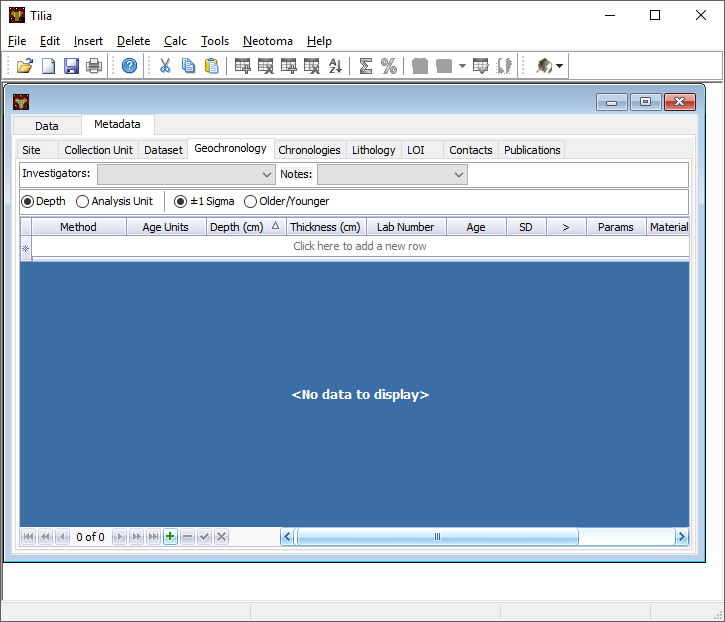 Tilia
File Edit Insert Delete Calc Tools Neotoma Help
Data Metadata
Site Collection Unit Dataset Geochronology Chronologies Lithology LOI Contacts Publications
Investigators: Notes:
Depth Analysis Unit ±1 Sigma Older/Younger
Method Age Units Depth (cm) Thickness (cm) Lab Number Age SD > Params Material
Click here to add a new row
<No data to display>
0 of 0